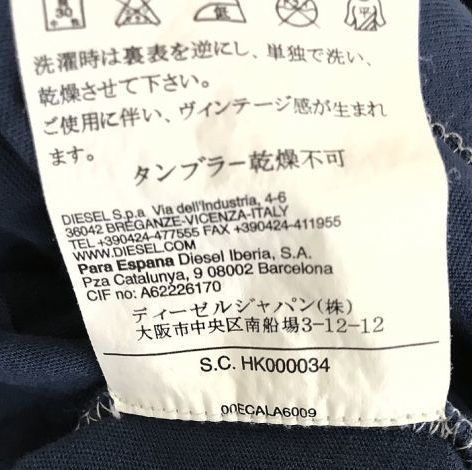 30
中性
低
平
洗濯時は裏表を逆にし、単独で洗い、
乾燥させて下さい。
ご使用に伴い、ヴィンテージ感が生まれ
ます。
タンブラー乾燥不可
DIESEL S.p.a. Via dell'Industria, 4-6
36042 BREGANZE-VICENZA-ITALY
TEL +390424-477555 FAX +390424-411955
WWW.DIESEL.COM
Para Espana Diesel Iberia, S.A.
Pza Catalunya, 9 08002 Barcelona
CIF no: A62226170
ディーゼルジャパン(株)
大阪市中央区南船場3-12-12
S.C. HK000034
00ECALA6009